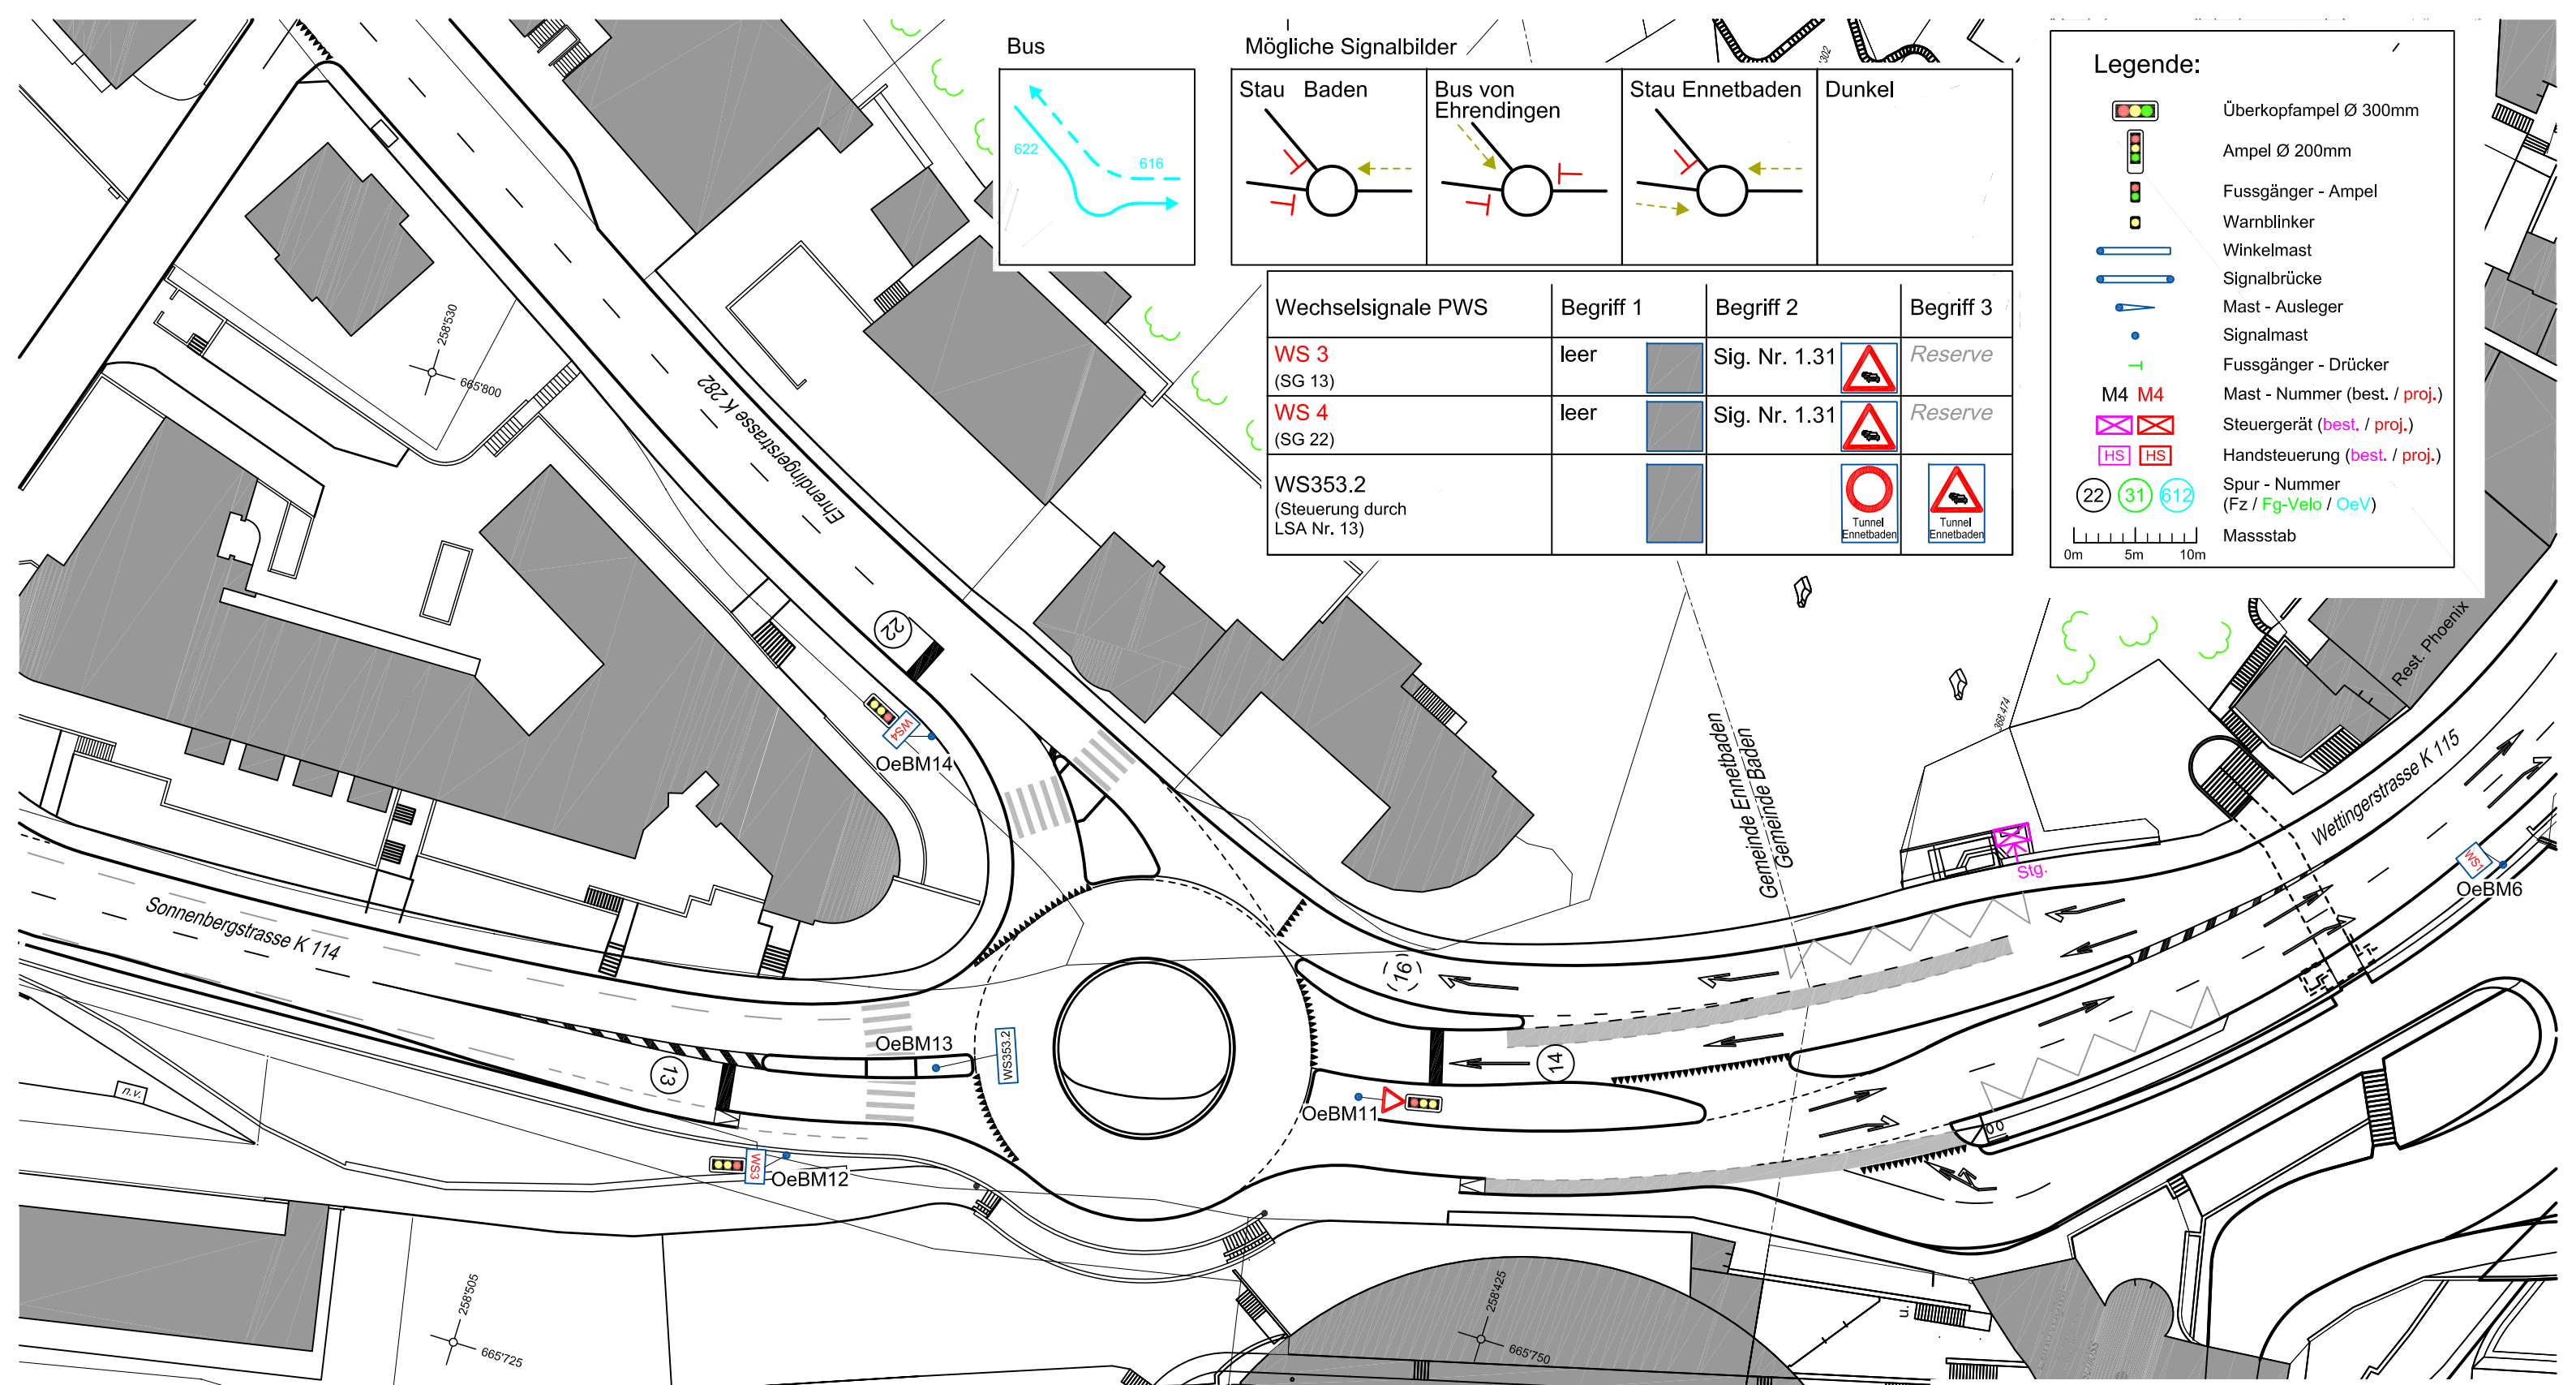 Bus
622
616
Mögliche Signalbilder
Stau Baden
Bus von
Ehrendingen
Stau Ennetbaden
Dunkel
302
Wechselsignale PWS
Begriff 1
Begriff 2
Begriff 3
WS 3
(SG 13)
leer
Sig. Nr. 1.31
Reserve
WS 4
(SG 22)
leer
Sig. Nr. 1.31
Reserve
WS353.2
(Steuerung durch
LSA Nr. 13)
Tunnel
Ennetbaden
Tunnel
Ennetbaden
Legende:
Überkopfampel Ø 300mm
Ampel Ø 200mm
Fussgänger - Ampel
Warnblinker
Winkelmast
Signalbrücke
Mast - Ausleger
Signalmast
Fussgänger - Drücker
M4 M4 Mast - Nummer (best. / proj.)
Steuergerät (best. / proj.)
HS HS Handsteuerung (best. / proj.)
22 31 612 Spur - Nummer
(Fz / Fg-Velo / OeV)
Massstab
0m 5m 10m
258'530
665'800
Ehrendingerstrasse K 282
22
WS4
OeBM14
Sonnenbergstrasse K 114
13
OeBM13
WS353.2
WS3
OeBM12
n.v.
16
14
OeBM11
Gemeinde Ennetbaden
Gemeinde Baden
368.474
Stg.
Rest. Phoenix
Wettingerstrasse K 115
WS1
OeBM6
258'505
665'725
258'425
665'750
u.